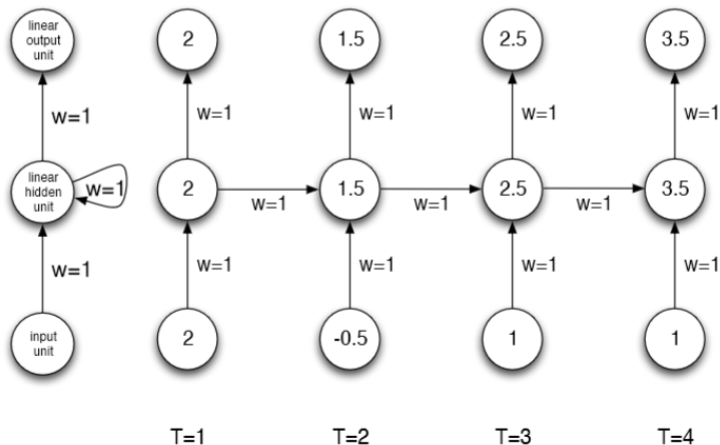 linear
output
unit
2
1.5
2.5
3.5
w=1
w=1
w=1
w=1
w=1
linear
hidden
unit
w=1
2
w=1
1.5
w=1
2.5
w=1
3.5
w=1
w=1
w=1
w=1
w=1
input
unit
2
-0.5
1
1
T=1
T=2
T=3
T=4